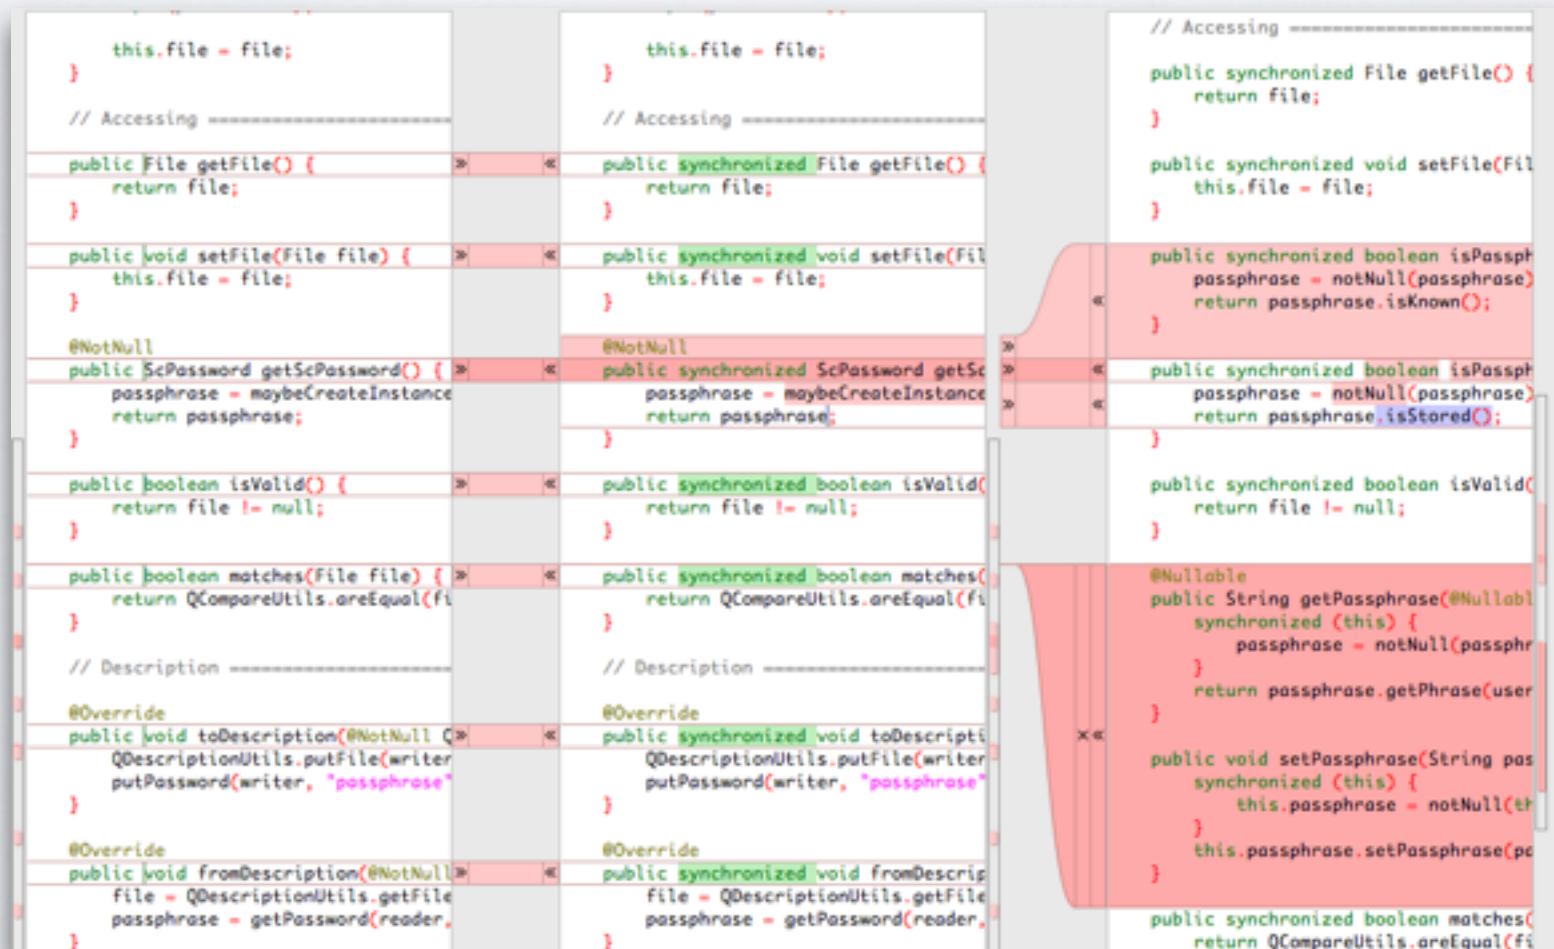 this.file = file;
}
// Accessing ========================
public File getFile() {
return file;
}
public void setFile(File file) {
this.file = file;
}
@NotNull
public ScPassword getScPassword() {
passphrase = maybeCreateInstance
return passphrase;
}
public boolean isValid() {
return file != null;
}
public boolean matches(File file) {
return QCompareUtils.areEqual(fi
}
// Description ======================
@Override
public void toDescription(@NotNull Q
QDescriptionUtils.putFile(writer
putPassword(writer, "passphrase"
}
@Override
public void fromDescription(@NotNull
file = QDescriptionUtils.getFile
passphrase = getPassword(reader,
}
this.file = file;
}
// Accessing ========================
public synchronized File getFile() {
return file;
}
public synchronized void setFile(Fil
this.file = file;
}
@NotNull
public synchronized ScPassword getSc
passphrase = maybeCreateInstance
return passphrase;
}
public synchronized boolean isValid(
return file != null;
}
public synchronized boolean matches(
return QCompareUtils.areEqual(fi
}
// Description ======================
@Override
public synchronized void toDescripti
QDescriptionUtils.putFile(writer
putPassword(writer, "passphrase"
}
@Override
public synchronized void fromDescrip
file = QDescriptionUtils.getFile
passphrase = getPassword(reader,
}
// Accessing ========================
public synchronized File getFile() {
return file;
}
public synchronized void setFile(Fil
this.file = file;
}
public synchronized boolean isPassph
passphrase = notNull(passphrase)
return passphrase.isKnown();
}
public synchronized boolean isPassph
passphrase = notNull(passphrase)
return passphrase.isStored();
}
public synchronized boolean isValid(
return file != null;
}
@Nullable
public String getPassphrase(@Nullabl
synchronized (this) {
passphrase = notNull(passphr
}
return passphrase.getPhrase(user
}
public void setPassphrase(String pas
synchronized (this) {
this.passphrase = notNull(th
}
this.passphrase.setPassphrase(pa
}
public synchronized boolean matches(
return QCompareUtils.areEqual(fi